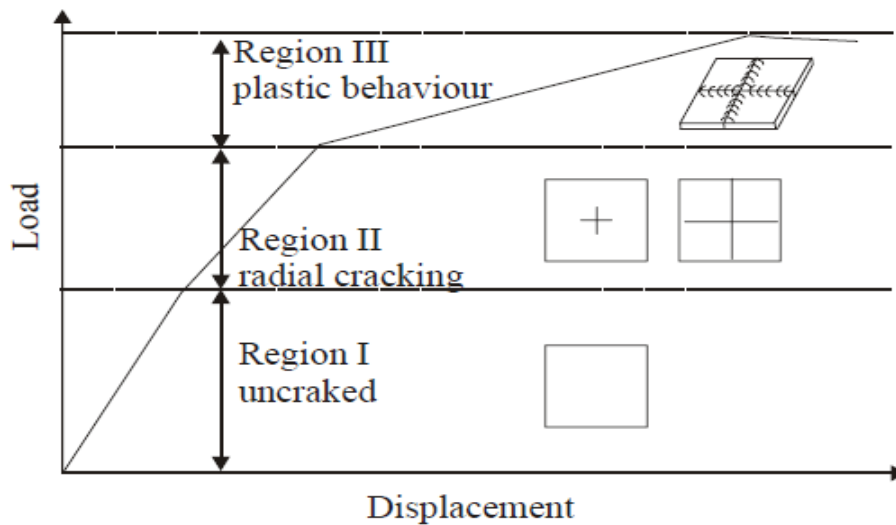 Region III
plastic behaviour
Region II
radial cracking
Region I
uncraked
Load
Displacement